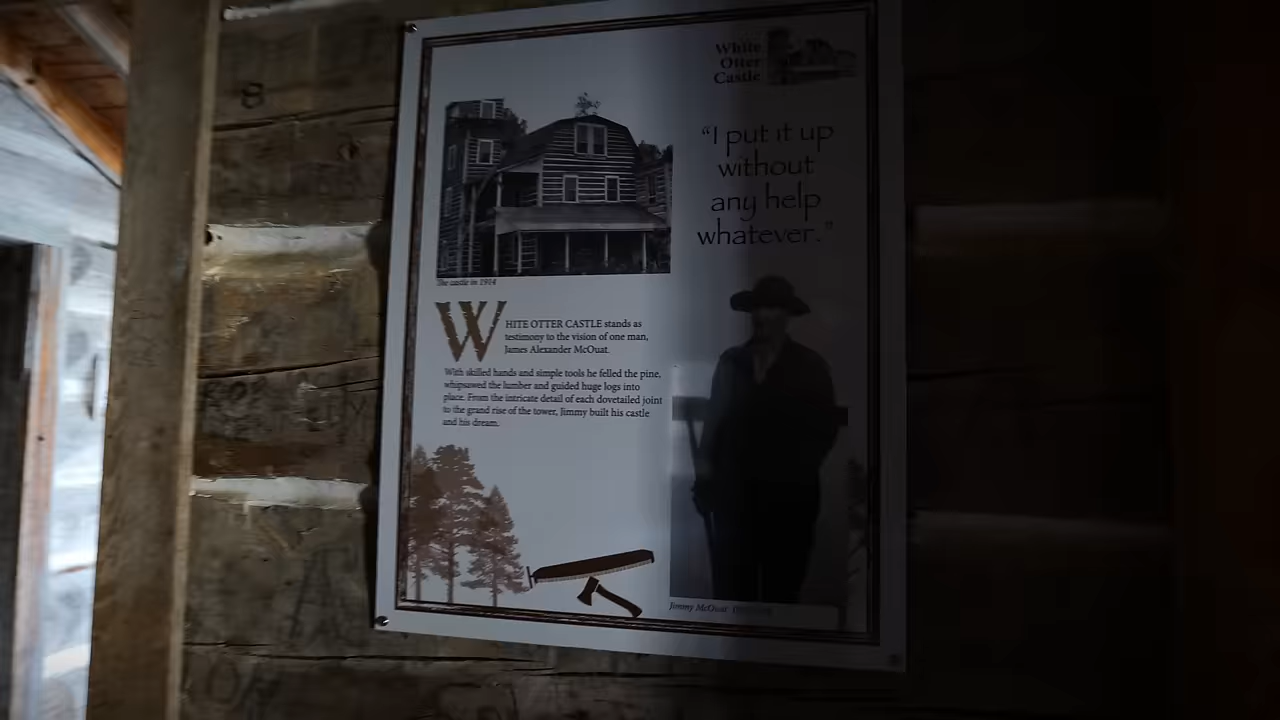 White
Otter
Castle
"I put it up
without
any help
whatever."
The castle in 1914
WHITE OTTER CASTLE stands as
testimony to the vision of one man,
James Alexander McOuat.
With skilled hands and simple tools he felled the pine,
whipsawed the lumber and guided huge logs into
place. From the intricate detail of each dovetailed joint
to the grand rise of the tower, Jimmy built his castle
and his dream.
Jimmy McOuat
8